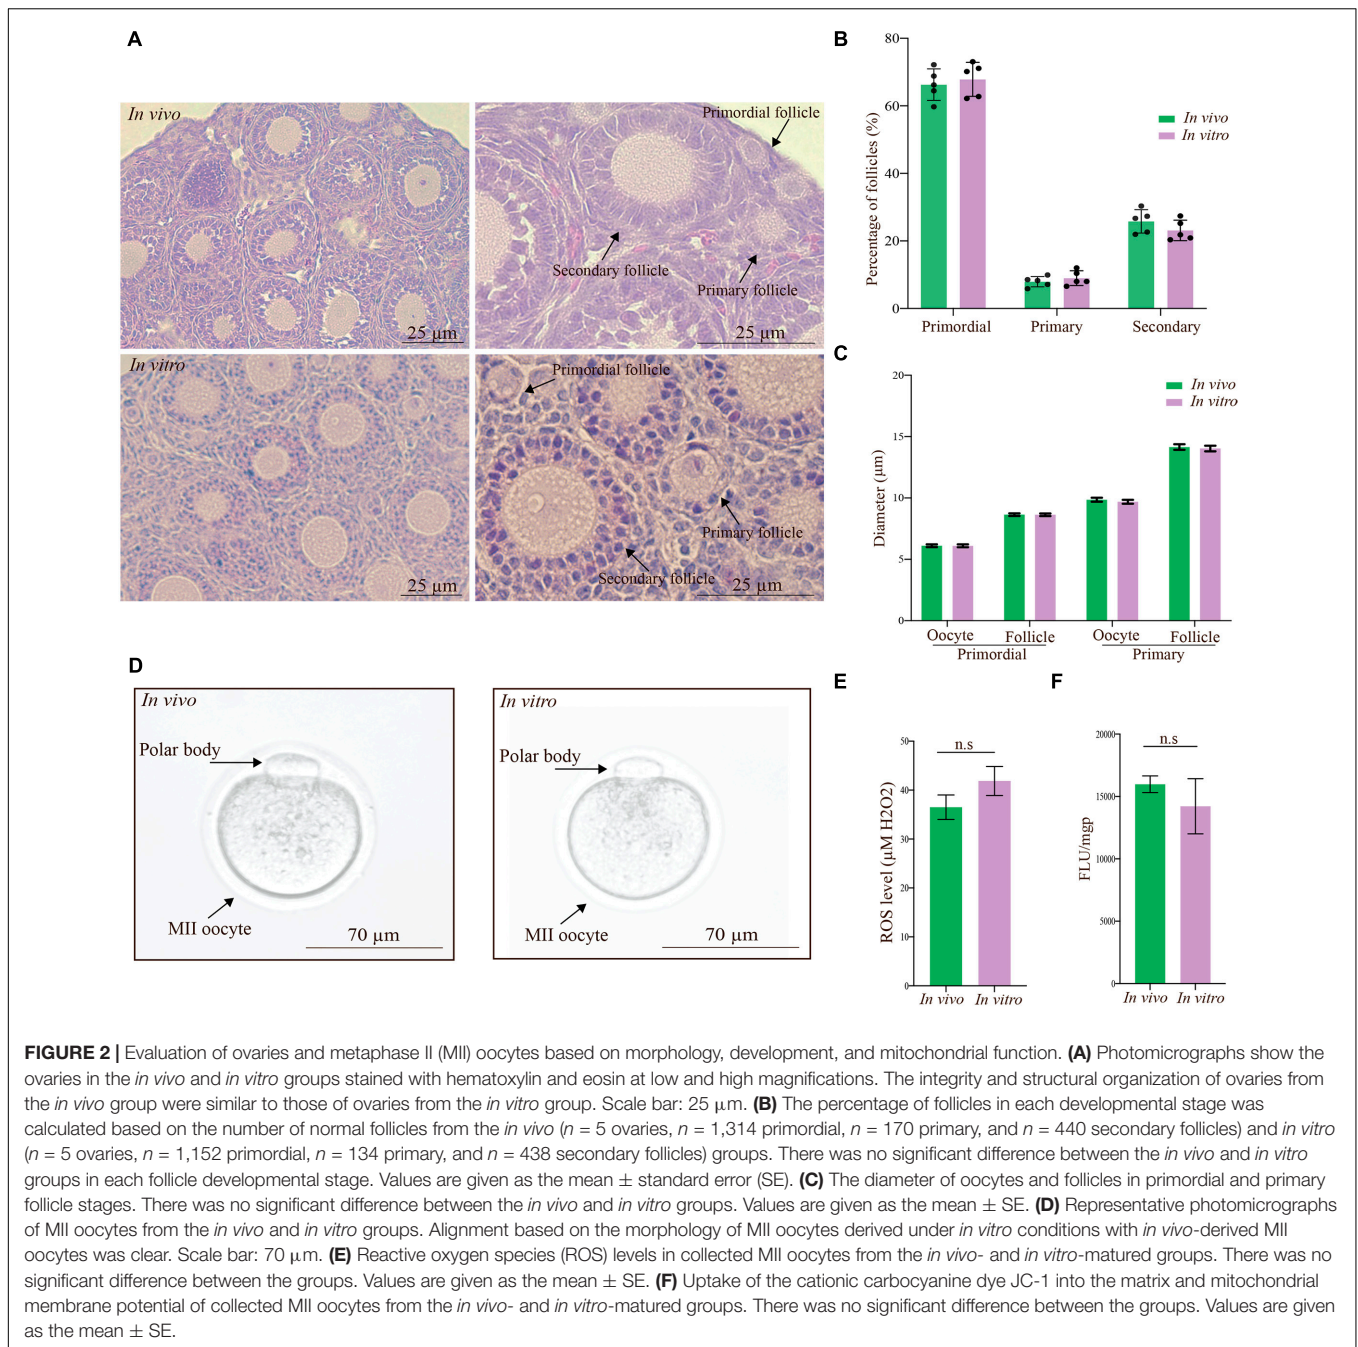 A
In vivo
Primordial follicle
Secondary follicle
Primary follicle
25 µm
25 µm
In vitro
Primordial follicle
Primary follicle
Secondary follicle
25 µm
25 µm
B
80
60
40
20
0
Percentage of follicles (%)
In vivo
In vitro
Primordial Primary Secondary
C
20
15
10
5
0
Diameter (µm)
In vivo
In vitro
Oocyte Follicle Oocyte Follicle
Primordial Primary
D
In vivo
Polar body
MII oocyte
70 µm
In vitro
Polar body
MII oocyte
70 µm
E
50
40
30
20
10
0
ROS level (µM H2O2)
n.s
In vivo In vitro
F
20000
15000
10000
5000
0
FLU/mgp
n.s
In vivo In vitro
FIGURE 2 | Evaluation of ovaries and metaphase II (MII) oocytes based on morphology, development, and mitochondrial function. (A) Photomicrographs show the
ovaries in the in vivo and in vitro groups stained with hematoxylin and eosin at low and high magnifications. The integrity and structural organization of ovaries from
the in vivo group were similar to those of ovaries from the in vitro group. Scale bar: 25 µm. (B) The percentage of follicles in each developmental stage was
calculated based on the number of normal follicles from the in vivo (n = 5 ovaries, n = 1,314 primordial, n = 170 primary, and n = 440 secondary follicles) and in vitro
(n = 5 ovaries, n = 1,152 primordial, n = 134 primary, and n = 438 secondary follicles) groups. There was no significant difference between the in vivo and in vitro
groups in each follicle developmental stage. Values are given as the mean ± standard error (SE). (C) The diameter of oocytes and follicles in primordial and primary
follicle stages. There was no significant difference between the in vivo and in vitro groups. Values are given as the mean ± SE. (D) Representative photomicrographs
of MII oocytes from the in vivo and in vitro groups. Alignment based on the morphology of MII oocytes derived under in vitro conditions with in vivo-derived MII
oocytes was clear. Scale bar: 70 µm. (E) Reactive oxygen species (ROS) levels in collected MII oocytes from the in vivo- and in vitro-matured groups. There was no
significant difference between the groups. Values are given as the mean ± SE. (F) Uptake of the cationic carbocyanine dye JC-1 into the matrix and mitochondrial
membrane potential of collected MII oocytes from the in vivo- and in vitro-matured groups. There was no significant difference between the groups. Values are given
as the mean ± SE.